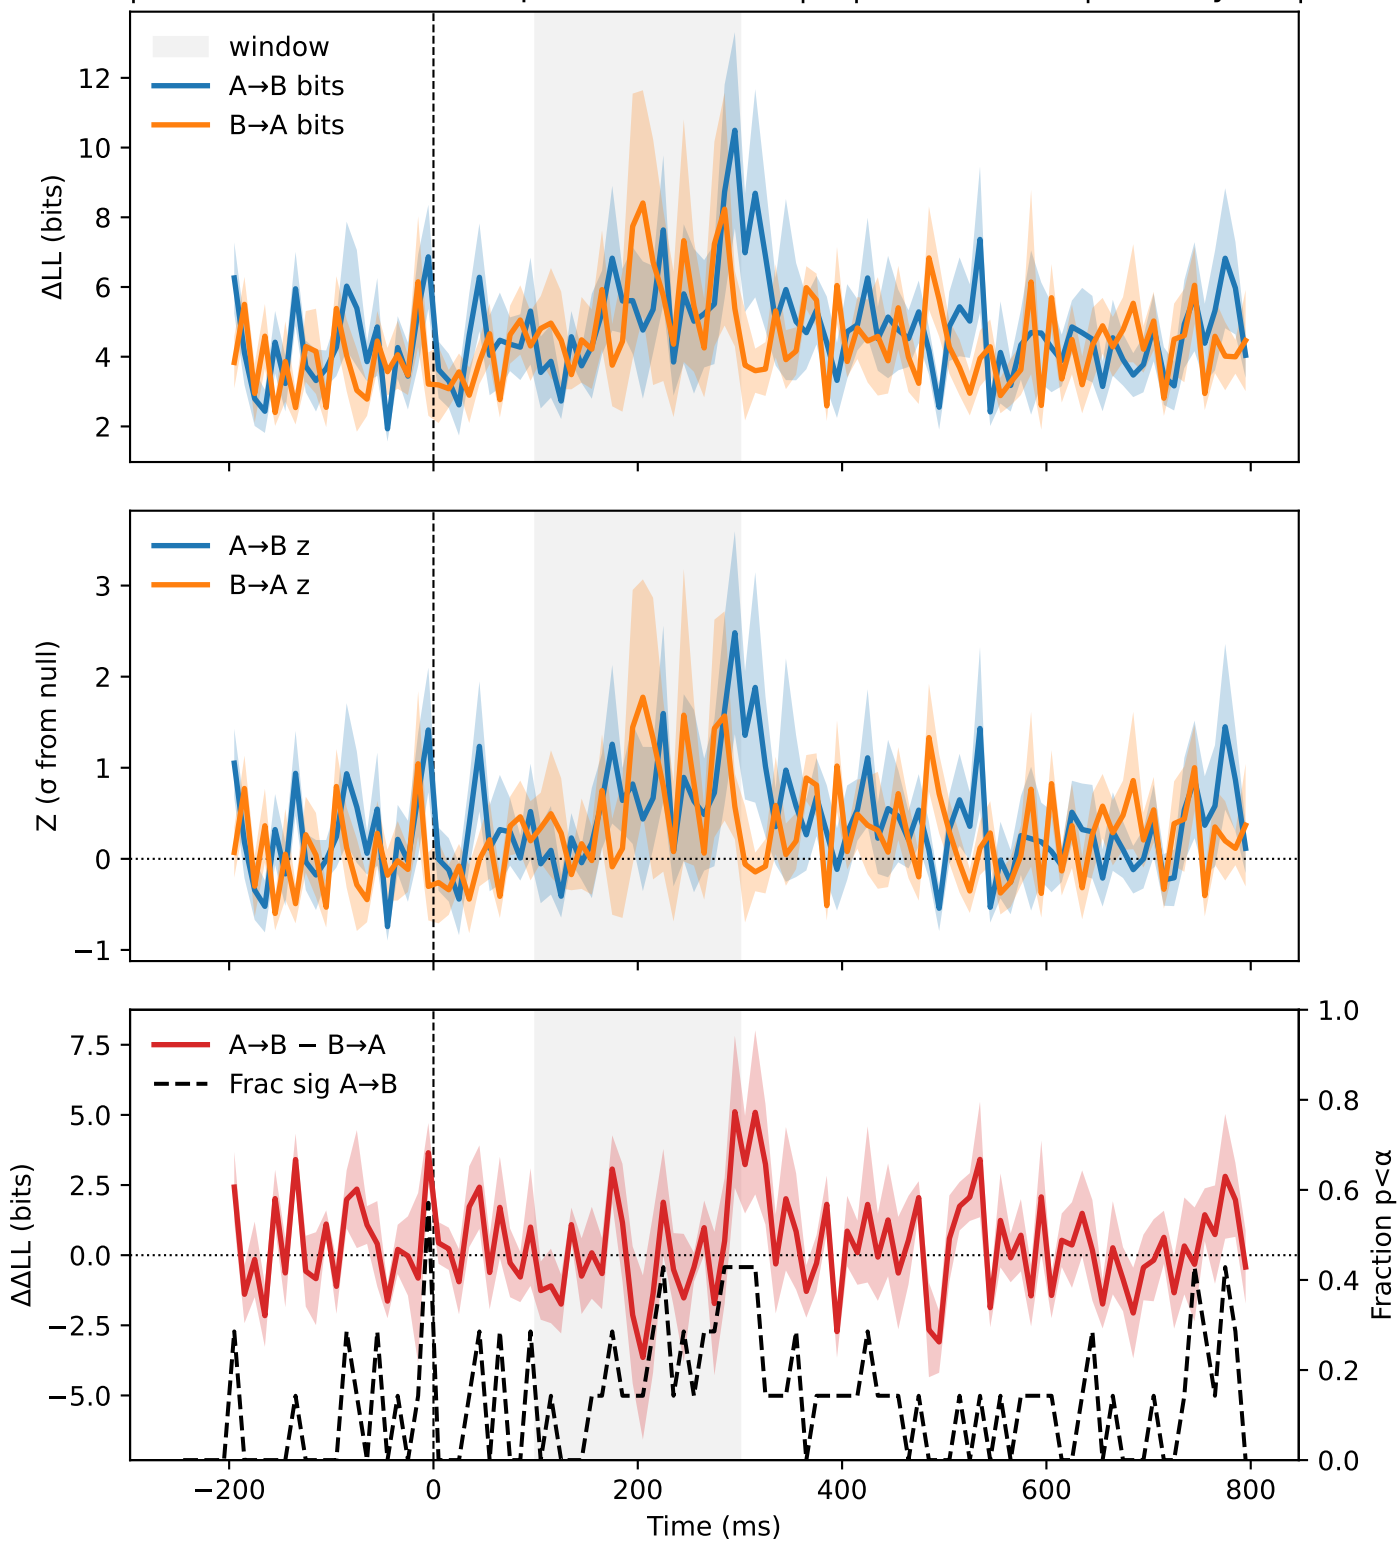 window
A→B bits
B→A bits
12
10
8
6
4
2
ΔLL (bits)
A→B z
B→A z
3
2
1
0
−1
Z (σ from null)
A→B − B→A
Frac sig A→B
7.5
5.0
2.5
0.0
−2.5
−5.0
ΔΔLL (bits)
1.0
0.8
0.6
0.4
0.2
0.0
Fraction p<α
−200
0
200
400
600
800
Time (ms)